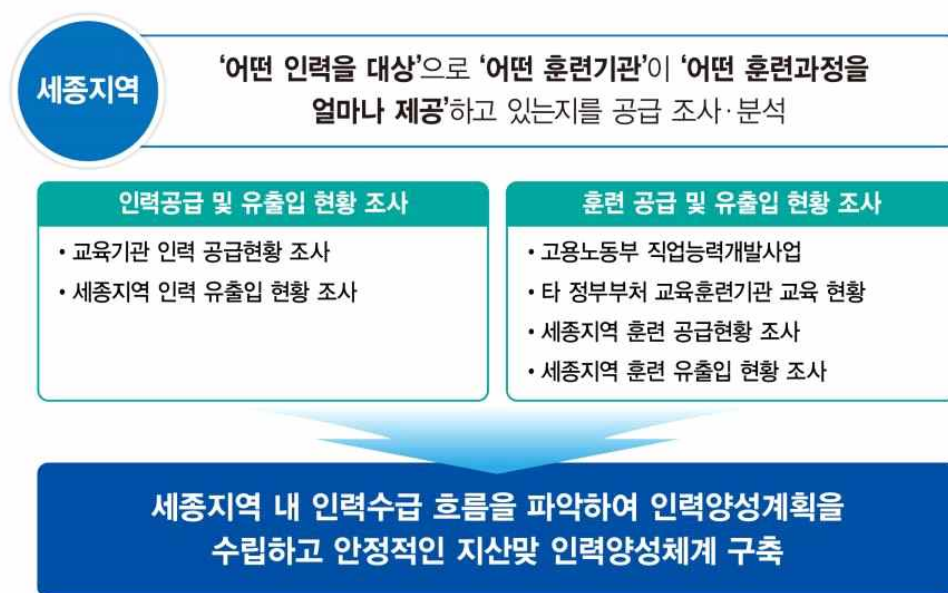 세종지역
‘어떤 인력을 대상’으로 ‘어떤 훈련기관’이 ‘어떤 훈련과정을
얼마나 제공’하고 있는지를 공급 조사·분석
인력공급 및 유출입 현황 조사
• 교육기관 인력 공급현황 조사
• 세종지역 인력 유출입 현황 조사
훈련 공급 및 유출입 현황 조사
• 고용노동부 직업능력개발사업
• 타 정부부처 교육훈련기관 교육 현황
• 세종지역 훈련 공급현황 조사
• 세종지역 훈련 유출입 현황 조사
세종지역 내 인력수급 흐름을 파악하여 인력양성계획을
수립하고 안정적인 지산맞 인력양성체계 구축